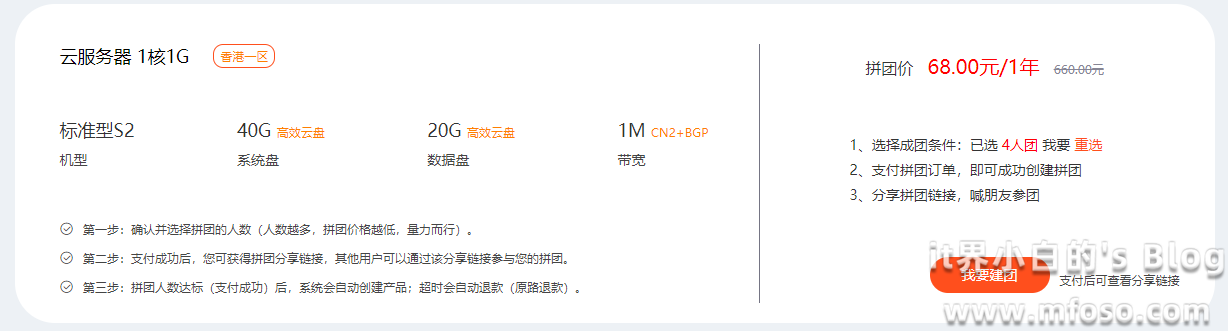 云服务器 1核1G 香港一区
标准型S2 40G 高效云盘 20G 高效云盘 1M CN2+BGP
机型 系统盘 数据盘 带宽
第一步：确认并选择拼团的人数（人数越多，拼团价格越低，量力而行）。
第二步：支付成功后，您可获得拼团分享链接，其他用户可以通过该分享链接参与您的拼团。
第三步：拼团人数达标（支付成功）后，系统会自动创建产品；超时会自动退款（原路退款）。
拼团价 68.00元/1年 660.00元
1、选择成团条件：已选 4人团 我要 重选
2、支付拼团订单，即可成功创建拼团
3、分享拼团链接，喊朋友参团
我要建团 支付后可查看分享链接
it界小白的's Blog
www.mfoso.com